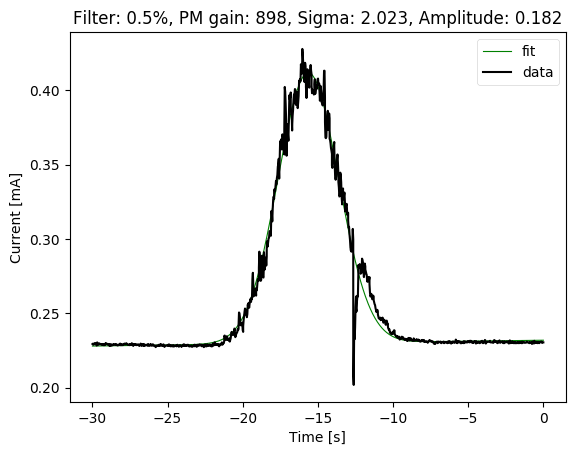 Filter: 0.5%, PM gain: 898, Sigma: 2.023, Amplitude: 0.182
fit
data
0.40
0.35
0.30
0.25
0.20
Current [mA]
−30
−25
−20
−15
−10
−5
0
Time [s]